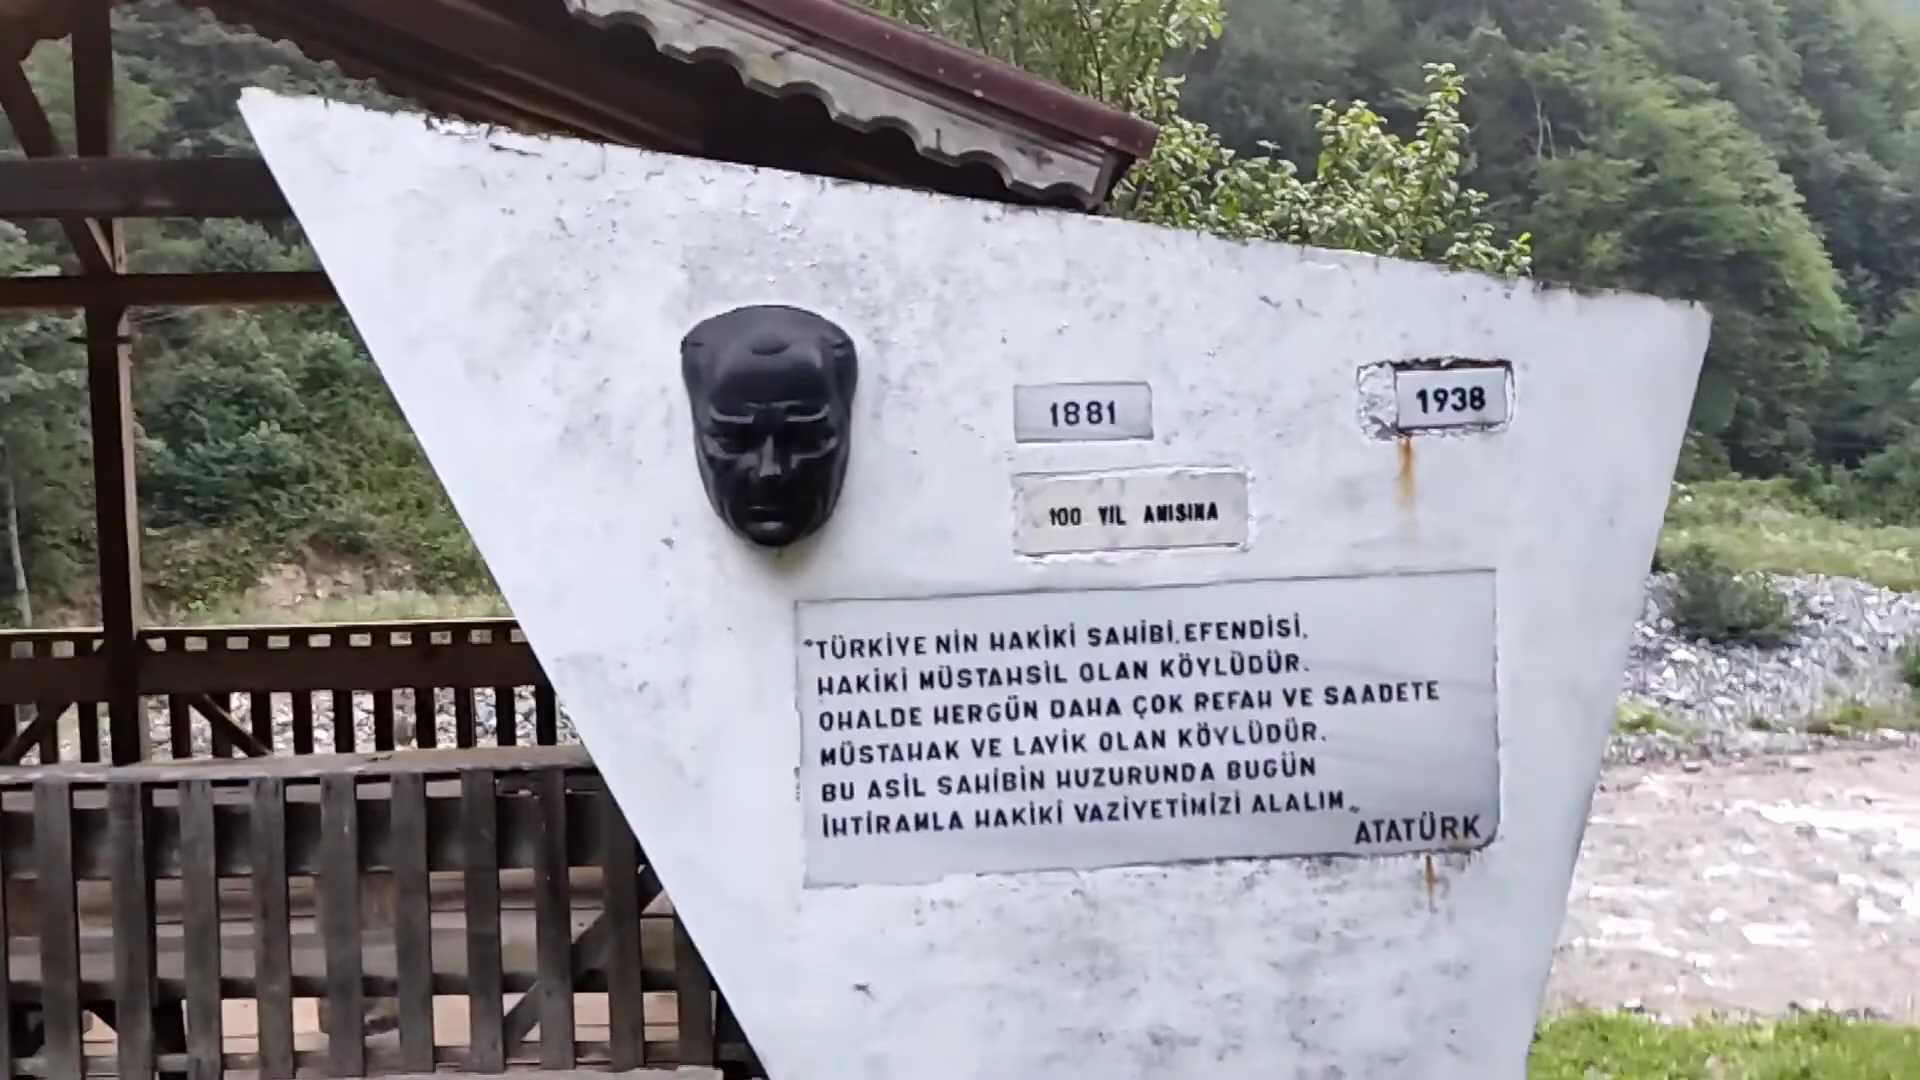 1881
1938
100 YIL ANISINA
"TÜRKİYE NİN HAKİKİ SAHİBİ, EFENDİSİ,
HAKİKİ MÜSTAHSİL OLAN KÖYLÜDÜR.
OHALDE HERGÜN DAHA ÇOK REFAH VE SAADETE
MÜSTAHAK VE LAYİK OLAN KÖYLÜDÜR.
BU ASİL SAHİBİN HUZURUNDA BUGÜN
İHTİRAMLA HAKİKİ VAZİYETİMİZİ ALALIM„
ATATÜRK